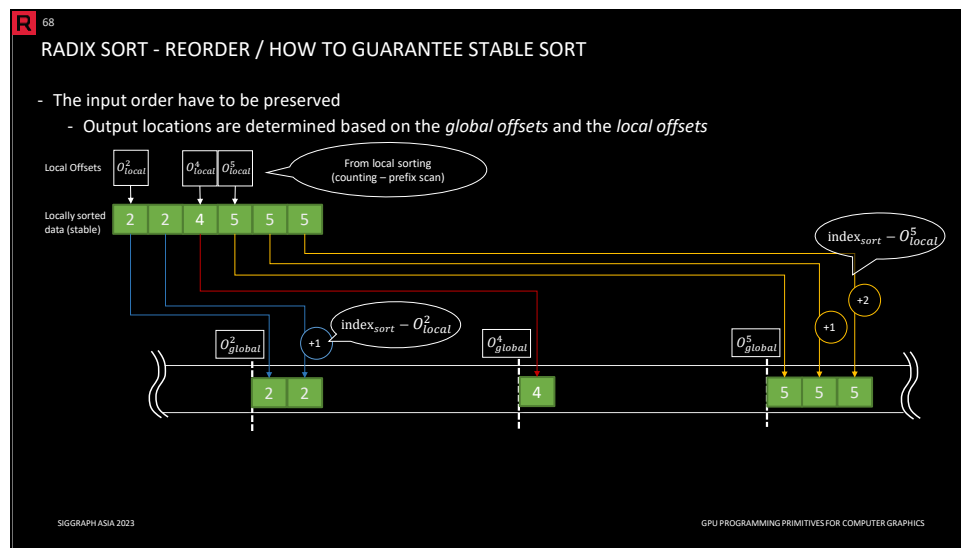 R 68
RADIX SORT - REORDER / HOW TO GUARANTEE STABLE SORT
- The input order have to be preserved
- Output locations are determined based on the global offsets and the local offsets
Local Offsets
O^2_local O^4_local O^5_local
From local sorting
(counting – prefix scan)
Locally sorted
data (stable)
2 2 4 5 5 5
index_sort − O^5_local
+2
+1
index_sort − O^2_local
+1
O^2_global O^4_global O^5_global
2 2 4 5 5 5
SIGGRAPH ASIA 2023
GPU PROGRAMMING PRIMITIVES FOR COMPUTER GRAPHICS